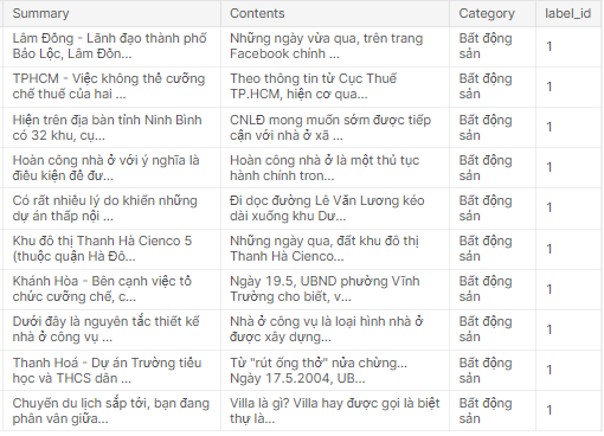 Summary Contents Category label_id
Lâm Đồng - Lãnh đạo thành phố Những ngày vừa qua, trên trang Bất động 1
Bảo Lộc, Lâm Đồn... Facebook chính ... sản
TPHCM - Việc không thể cưỡng Theo thông tin từ Cục Thuế Bất động 1
chế thuế của hai ... TP.HCM, hiện cơ qua... sản
Hiện trên địa bàn tỉnh Ninh Bình CNLĐ mong muốn sớm được tiếp Bất động 1
có 32 khu, cụ... cận với nhà ở xã ... sản
Hoàn công nhà ở với ý nghĩa là Hoàn công nhà ở là một thủ tục Bất động 1
điều kiện để đư... hành chính tron... sản
Có rất nhiều lý do khiến những Đi dọc đường Lê Văn Lương kéo Bất động 1
dự án thấp nội ... dài xuống khu Dư... sản
Khu đô thị Thanh Hà Cienco 5 Những ngày qua, đất khu đô thị Bất động 1
(thuộc quận Hà Đô... Thanh Hà Cienco... sản
Khánh Hòa - Bên cạnh việc tổ Ngày 19.5, UBND phường Vĩnh Bất động 1
chức cưỡng chế, c... Trường cho biết, v... sản
Dưới đây là nguyên tắc thiết kế Nhà ở công vụ là loại hình nhà ở Bất động 1
nhà ở công vụ ... được xây dựng... sản
Thanh Hoá - Dự án Trường tiểu Từ "rút ống thở" nửa chừng... Bất động 1
học và THCS dân ... Ngày 17.5.2004, UB... sản
Chuyến du lịch sắp tới, bạn đang Villa là gì? Villa hay được gọi là biệt Bất động 1
phân vân giữa... thự là... sản